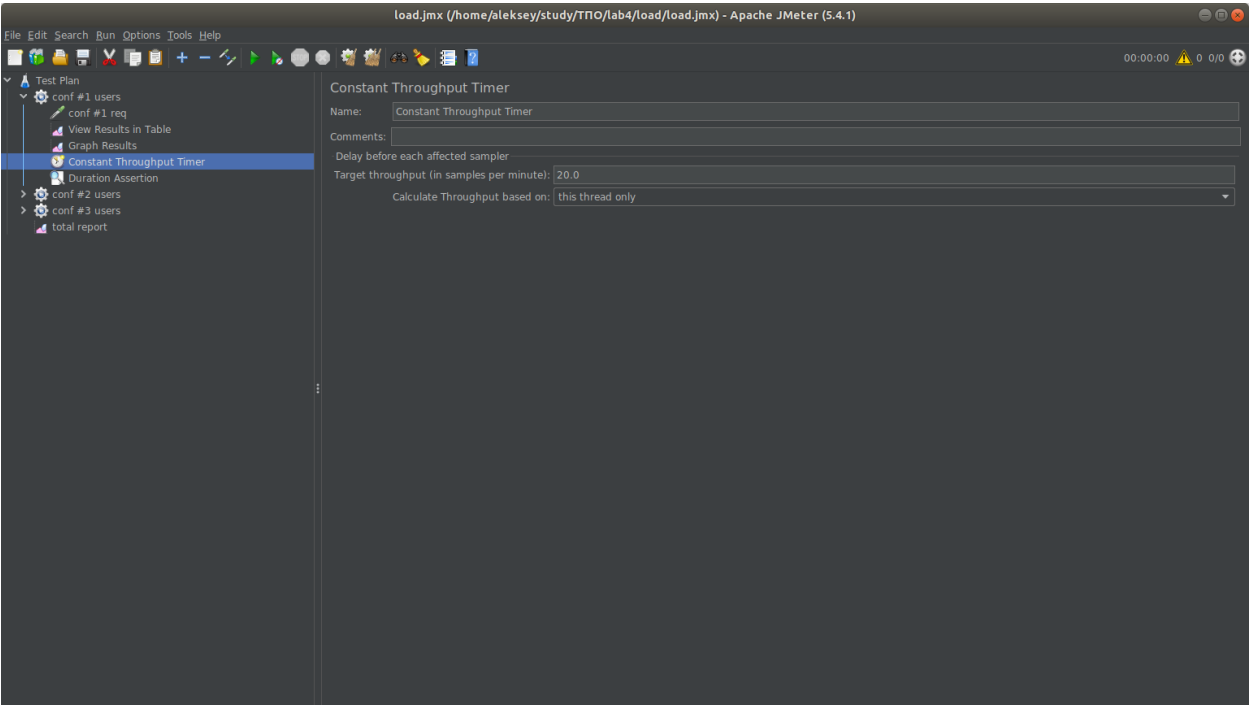 load.jmx (/home/aleksey/study/ТПО/lab4/load/load.jmx) - Apache JMeter (5.4.1)
File Edit Search Run Options Tools Help
00:00:00 0 0/0
Test Plan
conf #1 users
conf #1 req
View Results in Table
Graph Results
Constant Throughput Timer
Duration Assertion
conf #2 users
conf #3 users
total report
Constant Throughput Timer
Name: Constant Throughput Timer
Comments:
Delay before each affected sampler
Target throughput (in samples per minute): 20.0
Calculate Throughput based on: this thread only